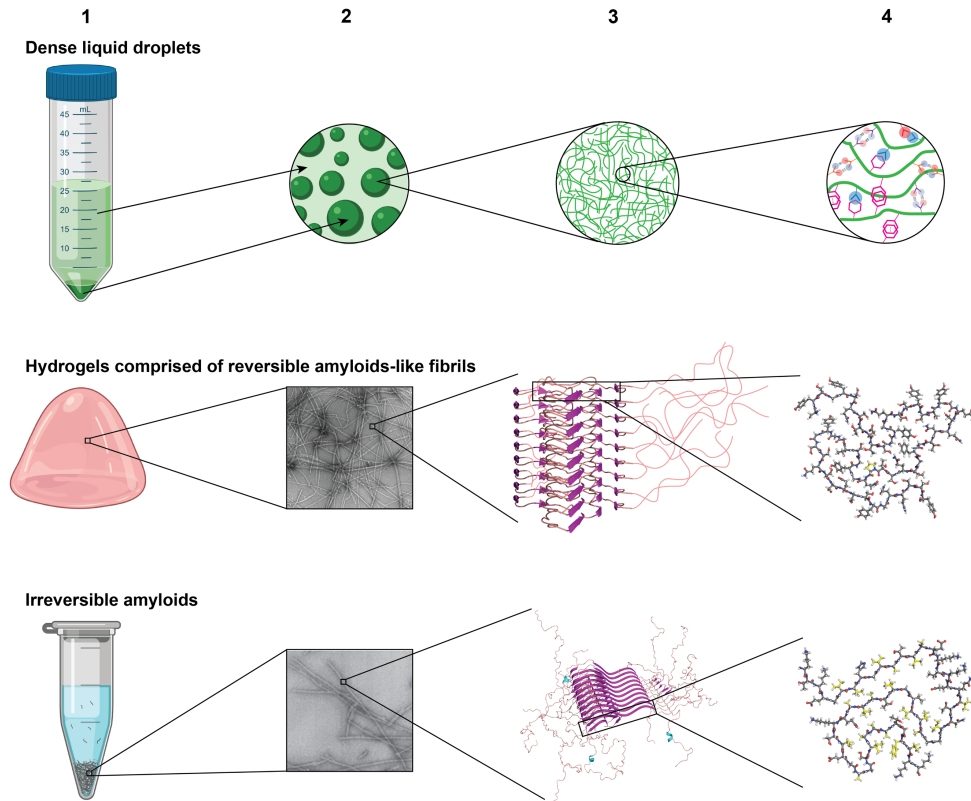 1 2 3 4
Dense liquid droplets
mL
45
40
35
30
25
20
15
10
Hydrogels comprised of reversible amyloids-like fibrils
Irreversible amyloids